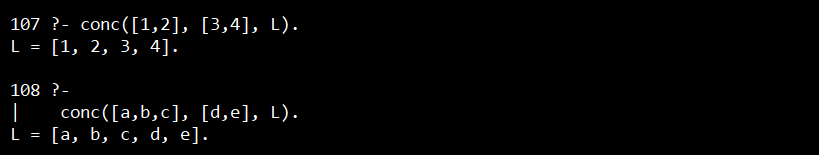 107 ?- conc([1,2], [3,4], L).
L = [1, 2, 3, 4].
108 ?-
|    conc([a,b,c], [d,e], L).
L = [a, b, c, d, e].